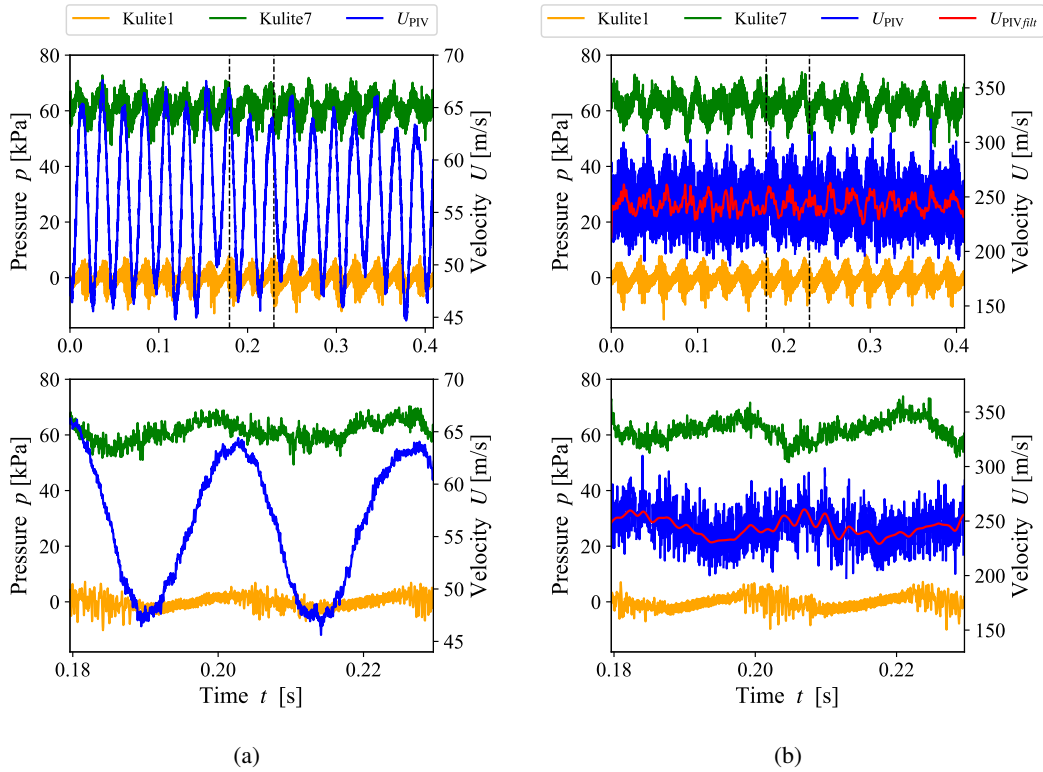 Kulite1 Kulite7 U_PIV
Kulite1 Kulite7 U_PIV U_PIVfilt
80
60
40
20
0
Pressure p [kPa]
70
65
60
55
50
45
Velocity U [m/s]
0.0 0.1 0.2 0.3 0.4
80
60
40
20
0
Pressure p [kPa]
350
300
250
200
150
Velocity U [m/s]
0.0 0.1 0.2 0.3 0.4
80
60
40
20
0
Pressure p [kPa]
70
65
60
55
50
45
Velocity U [m/s]
0.18 0.20 0.22
Time t [s]
80
60
40
20
0
Pressure p [kPa]
350
300
250
200
150
Velocity U [m/s]
0.18 0.20 0.22
Time t [s]
(a)
(b)